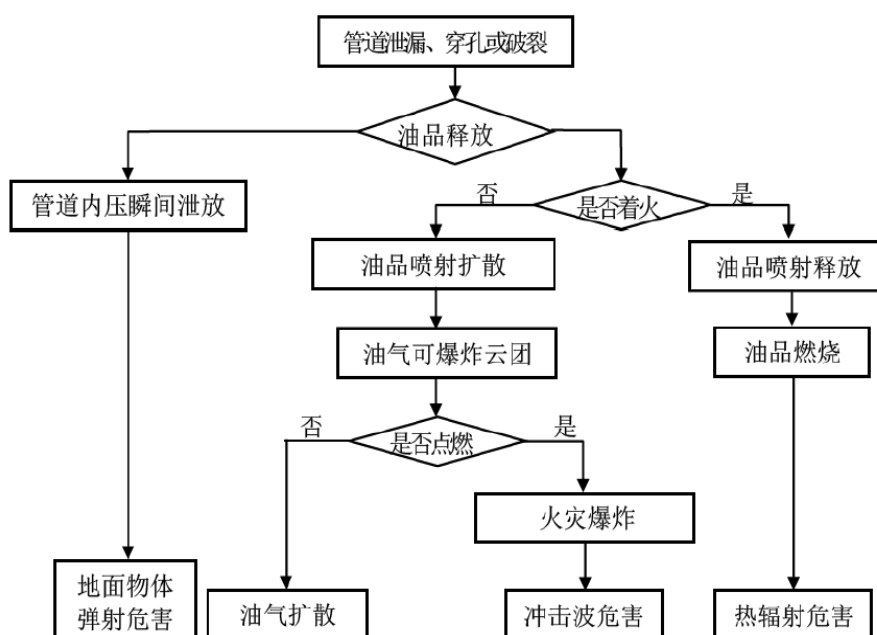 管道泄漏、穿孔或破裂
油品释放
管道内压瞬间泄放
否
是否着火
是
油品喷射扩散
油品喷射释放
油气可爆炸云团
油品燃烧
否
是否点燃
是
火灾爆炸
地面物体
弹射危害
油气扩散
冲击波危害
热辐射危害